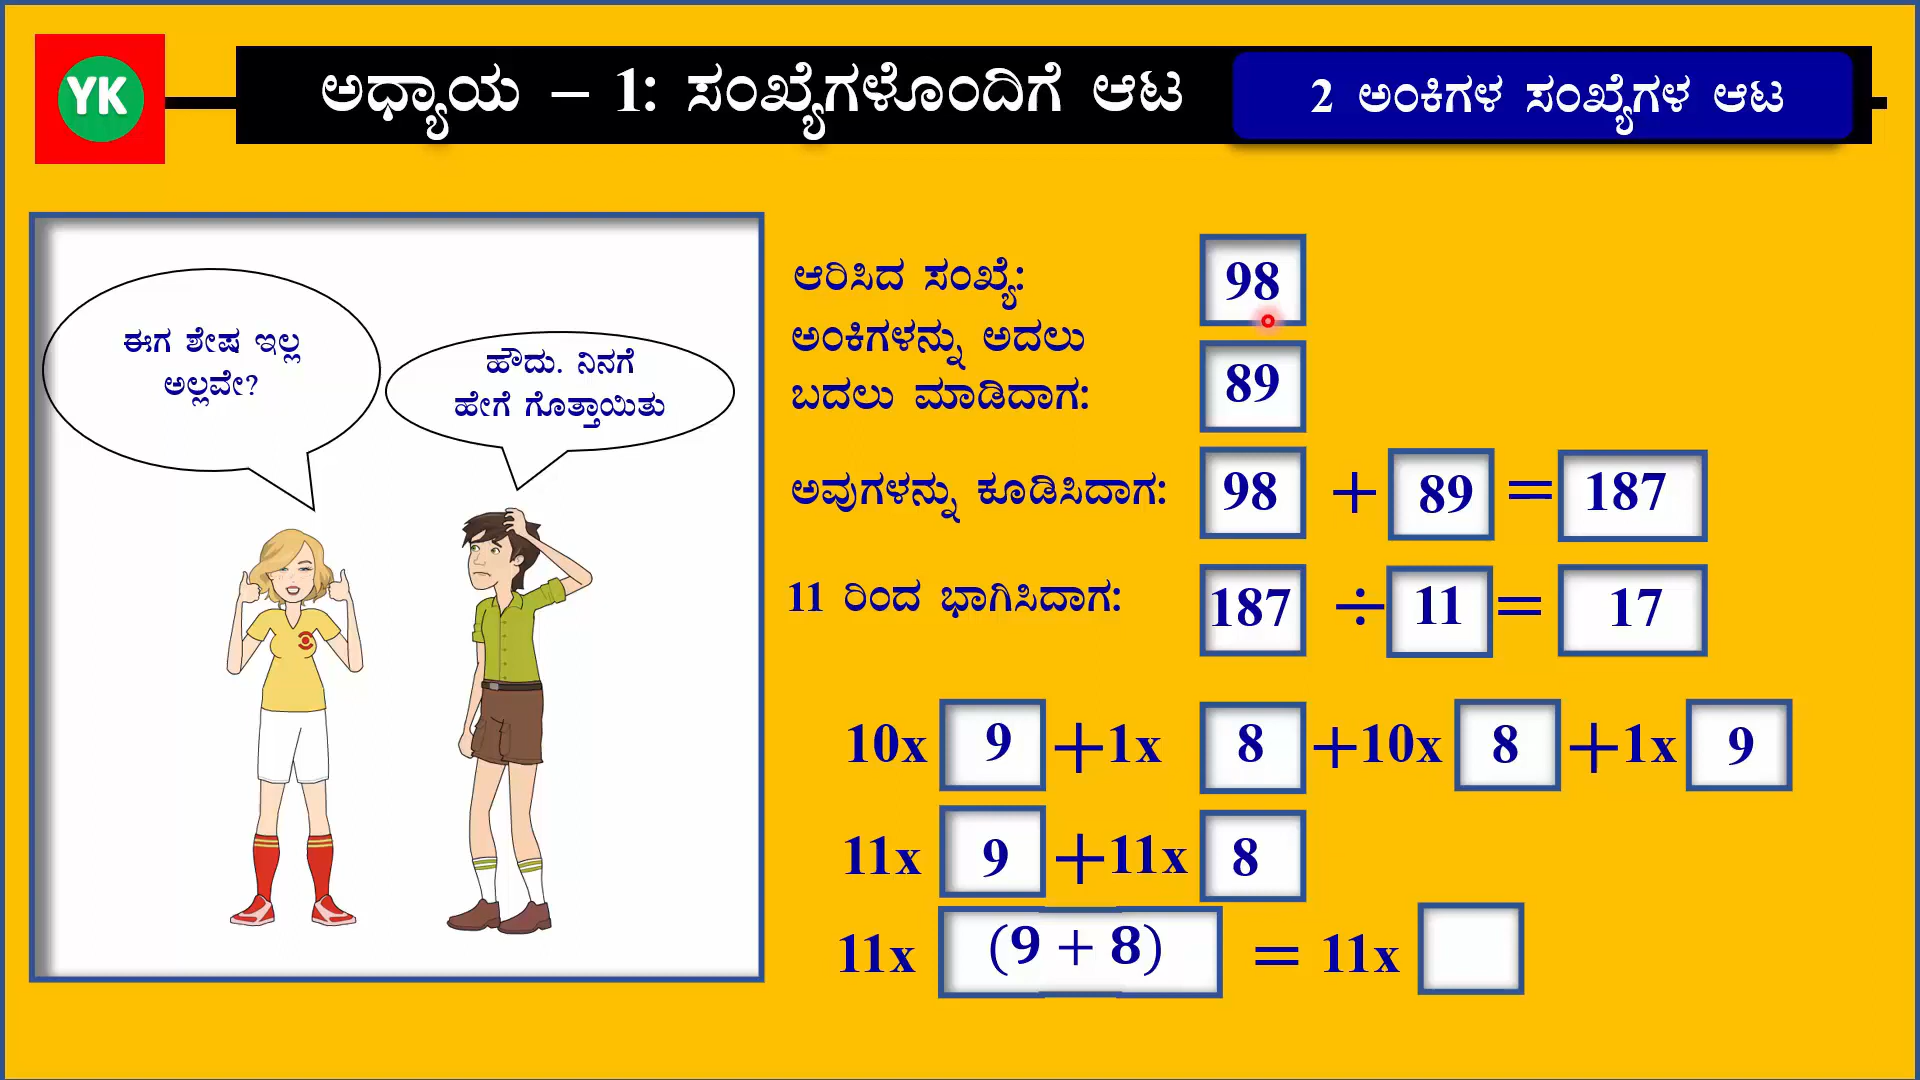 YK
ಅಧ್ಯಾಯ – 1: ಸಂಖ್ಯೆಗಳೊಂದಿಗೆ ಆಟ
2 ಅಂಕಿಗಳ ಸಂಖ್ಯೆಗಳ ಆಟ
ಈಗ ಶೇಷ ಇಲ್ಲ
ಅಲ್ಲವೇ?
ಹೌದು. ನಿನಗೆ
ಹೇಗೆ ಗೊತ್ತಾಯಿತು
ಆರಿಸಿದ ಸಂಖ್ಯೆ: 98
ಅಂಕಿಗಳನ್ನು ಅದಲು
ಬದಲು ಮಾಡಿದಾಗ: 89
ಅವುಗಳನ್ನು ಕೂಡಿಸಿದಾಗ: 98 + 89 = 187
11 ರಿಂದ ಭಾಗಿಸಿದಾಗ: 187 ÷ 11 = 17
10x 9 +1x 8 +10x 8 +1x 9
11x 9 +11x 8
11x (9 + 8) = 11x